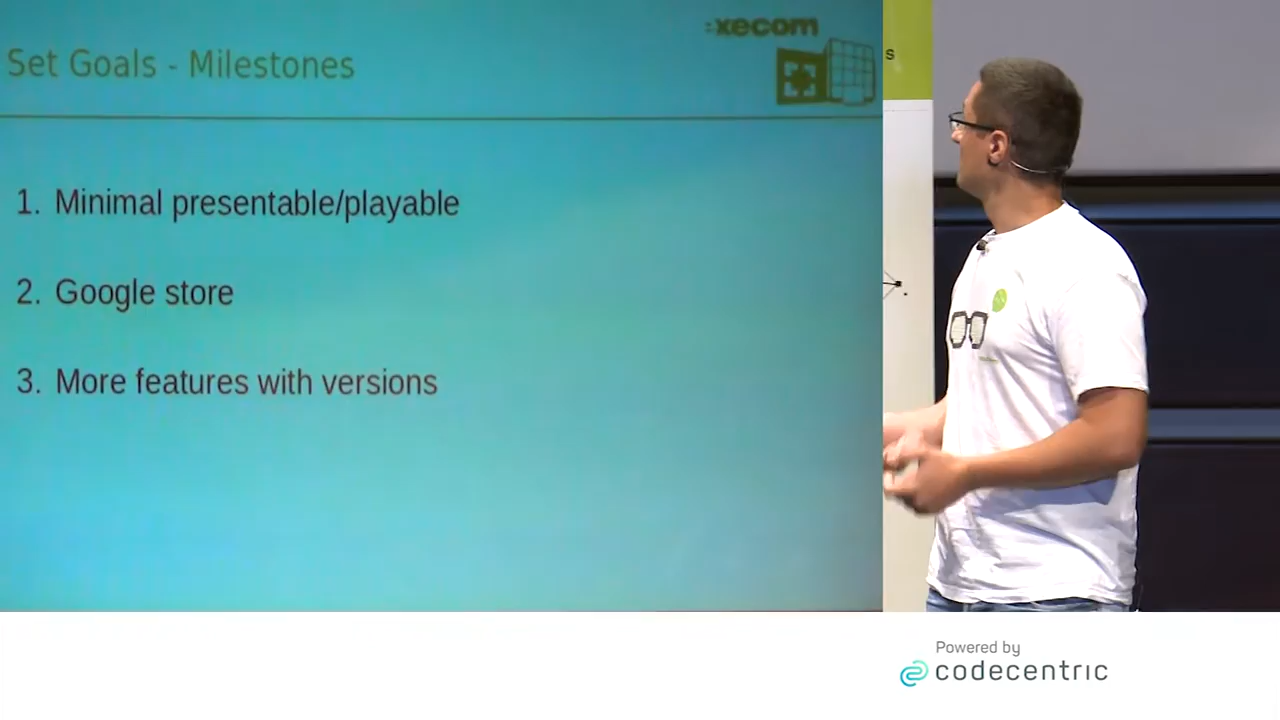 :xecom
Set Goals - Milestones
1. Minimal presentable/playable
2. Google store
3. More features with versions
s
Powered by
codecentric